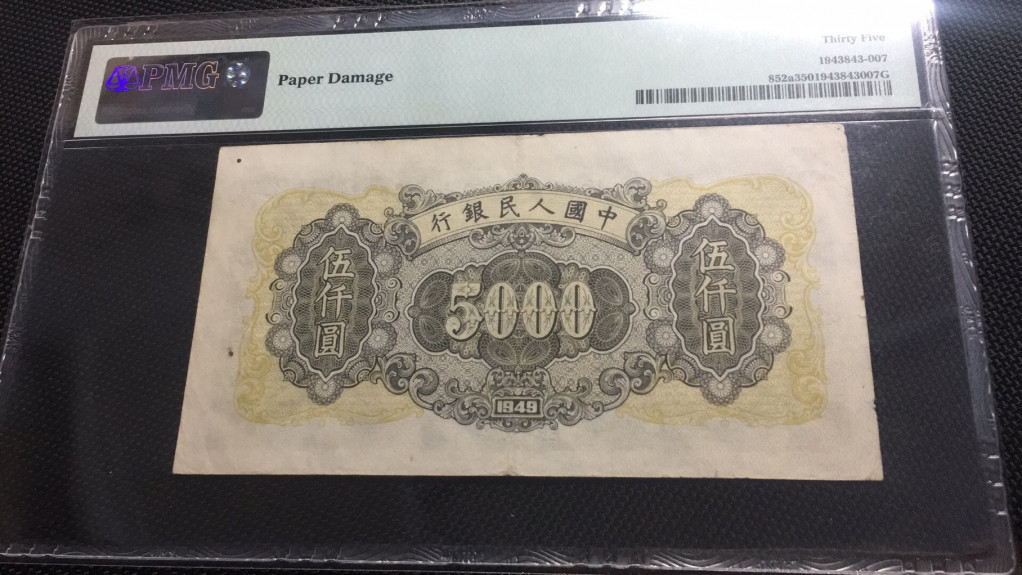 PMG
Paper Damage
Thirty Five
1943843-007
852a3501943843007G
行銀民人國中
伍仟圓
5000
伍仟圓
1949